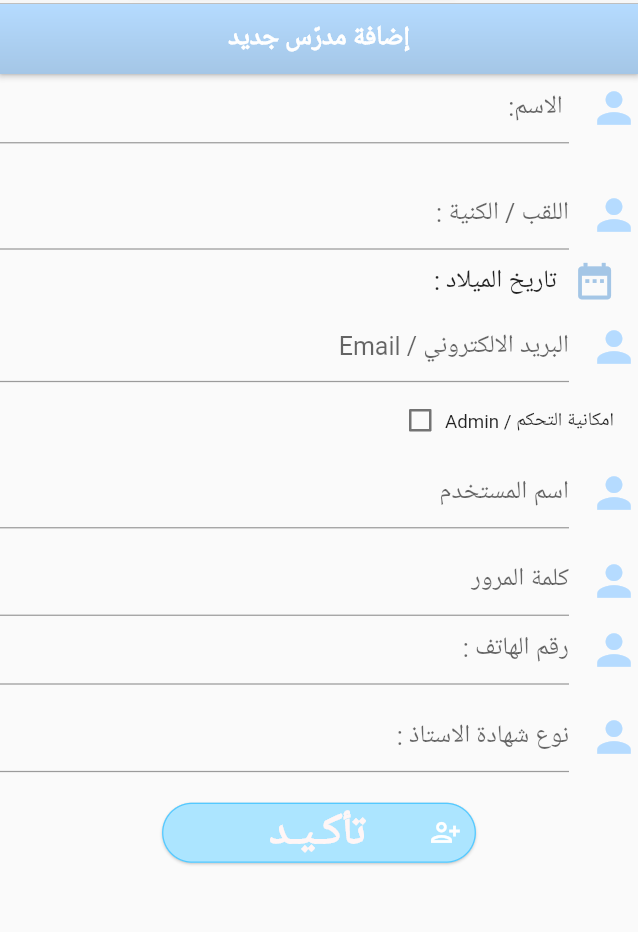 إضافة مدرّس جديد
الاسم:
اللقب / الكنية :
تاريخ الميلاد :
البريد الالكتروني / Email
امكانية التحكم / Admin
اسم المستخدم
كلمة المرور
رقم الهاتف :
نوع شهادة الاستاذ :
تأكـيـد